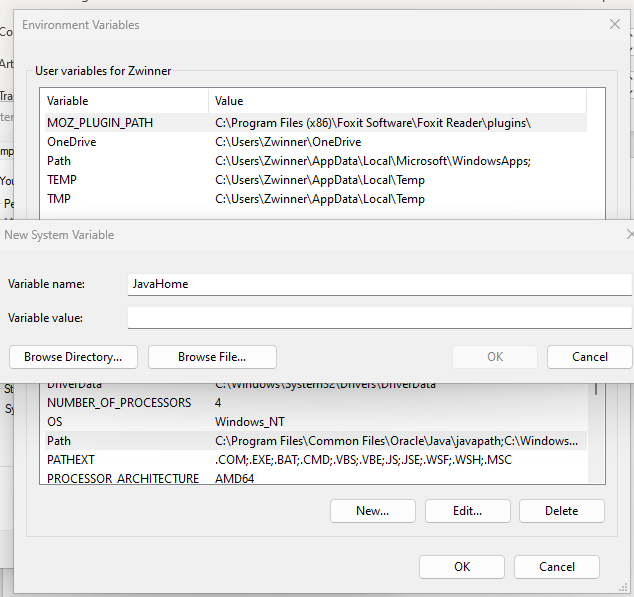 Environment Variables
User variables for Zwinner
Variable Value
MOZ_PLUGIN_PATH C:\Program Files (x86)\Foxit Software\Foxit Reader\plugins\
OneDrive C:\Users\Zwinner\OneDrive
Path C:\Users\Zwinner\AppData\Local\Microsoft\WindowsApps;
TEMP C:\Users\Zwinner\AppData\Local\Temp
TMP C:\Users\Zwinner\AppData\Local\Temp
New System Variable
Variable name: JavaHome
Variable value:
Browse Directory... Browse File... OK Cancel
DriverData C:\Windows\System32\Drivers\DriverData
NUMBER_OF_PROCESSORS 4
OS Windows_NT
Path C:\Program Files\Common Files\Oracle\Java\javapath;C:\Windows...
PATHEXT .COM;.EXE;.BAT;.CMD;.VBS;.VBE;.JS;.JSE;.WSF;.WSH;.MSC
PROCESSOR_ARCHITECTURE AMD64
New... Edit... Delete
OK Cancel